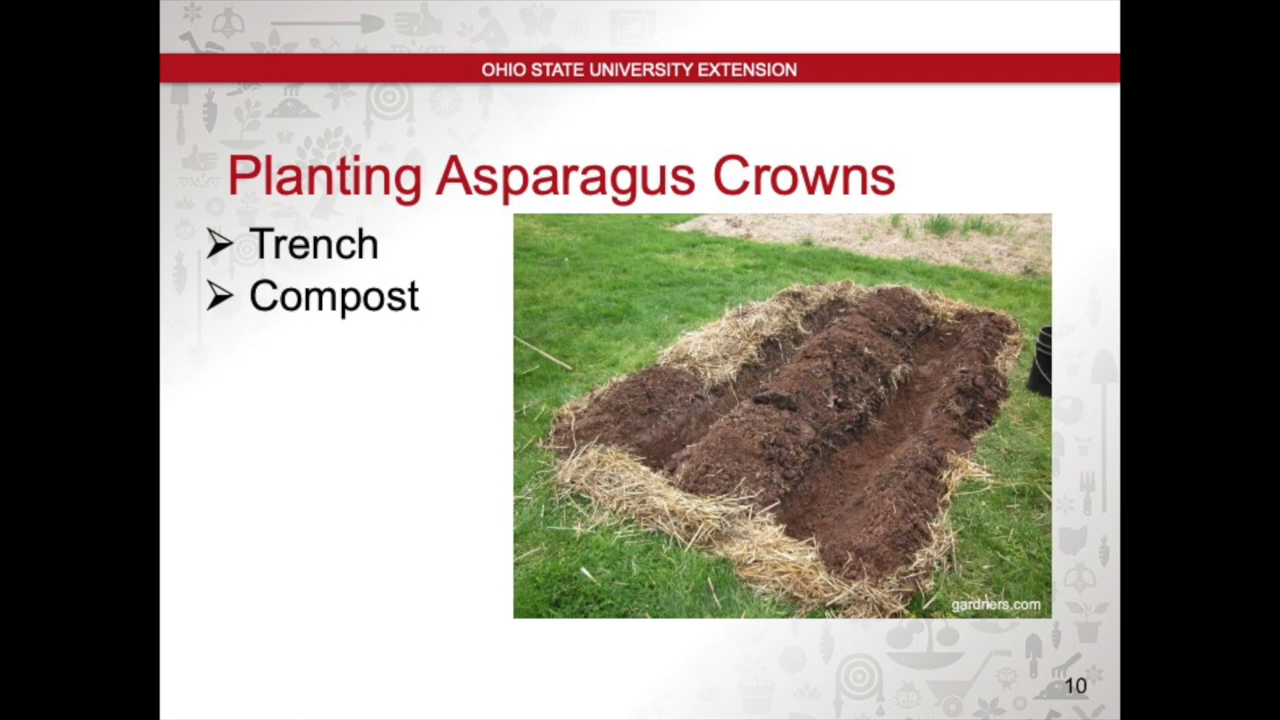 OHIO STATE UNIVERSITY EXTENSION
Planting Asparagus Crowns
➢ Trench
➢ Compost
gardners.com
10